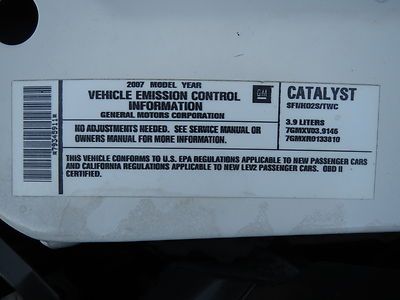 2007 MODEL YEAR
VEHICLE EMISSION CONTROL
INFORMATION
GENERAL MOTORS CORPORATION
GM
CATALYST
SFI/HO2S/TWC
NO ADJUSTMENTS NEEDED. SEE SERVICE MANUAL OR
OWNERS MANUAL FOR MORE INFORMATION.
3.9 LITERS
7GMXV03.9146
7GMXR0133810
THIS VEHICLE CONFORMS TO U.S. EPA REGULATIONS APPLICABLE TO NEW PASSENGER CARS
AND CALIFORNIA REGULATIONS APPLICABLE TO NEW LEV2 PASSENGER CARS. OBD II
CERTIFIED.